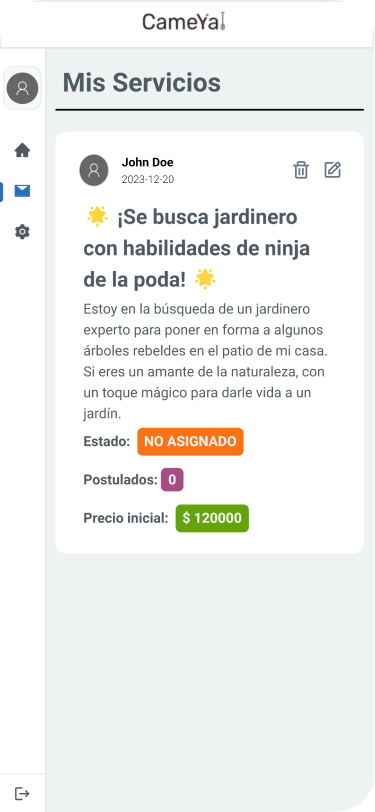 CameYa!
Mis Servicios
John Doe
2023-12-20
🌟 ¡Se busca jardinero
con habilidades de ninja
de la poda! 🌟
Estoy en la búsqueda de un jardinero
experto para poner en forma a algunos
árboles rebeldes en el patio de mi casa.
Si eres un amante de la naturaleza, con
un toque mágico para darle vida a un
jardín.
Estado: NO ASIGNADO
Postulados: 0
Precio inicial: $ 120000